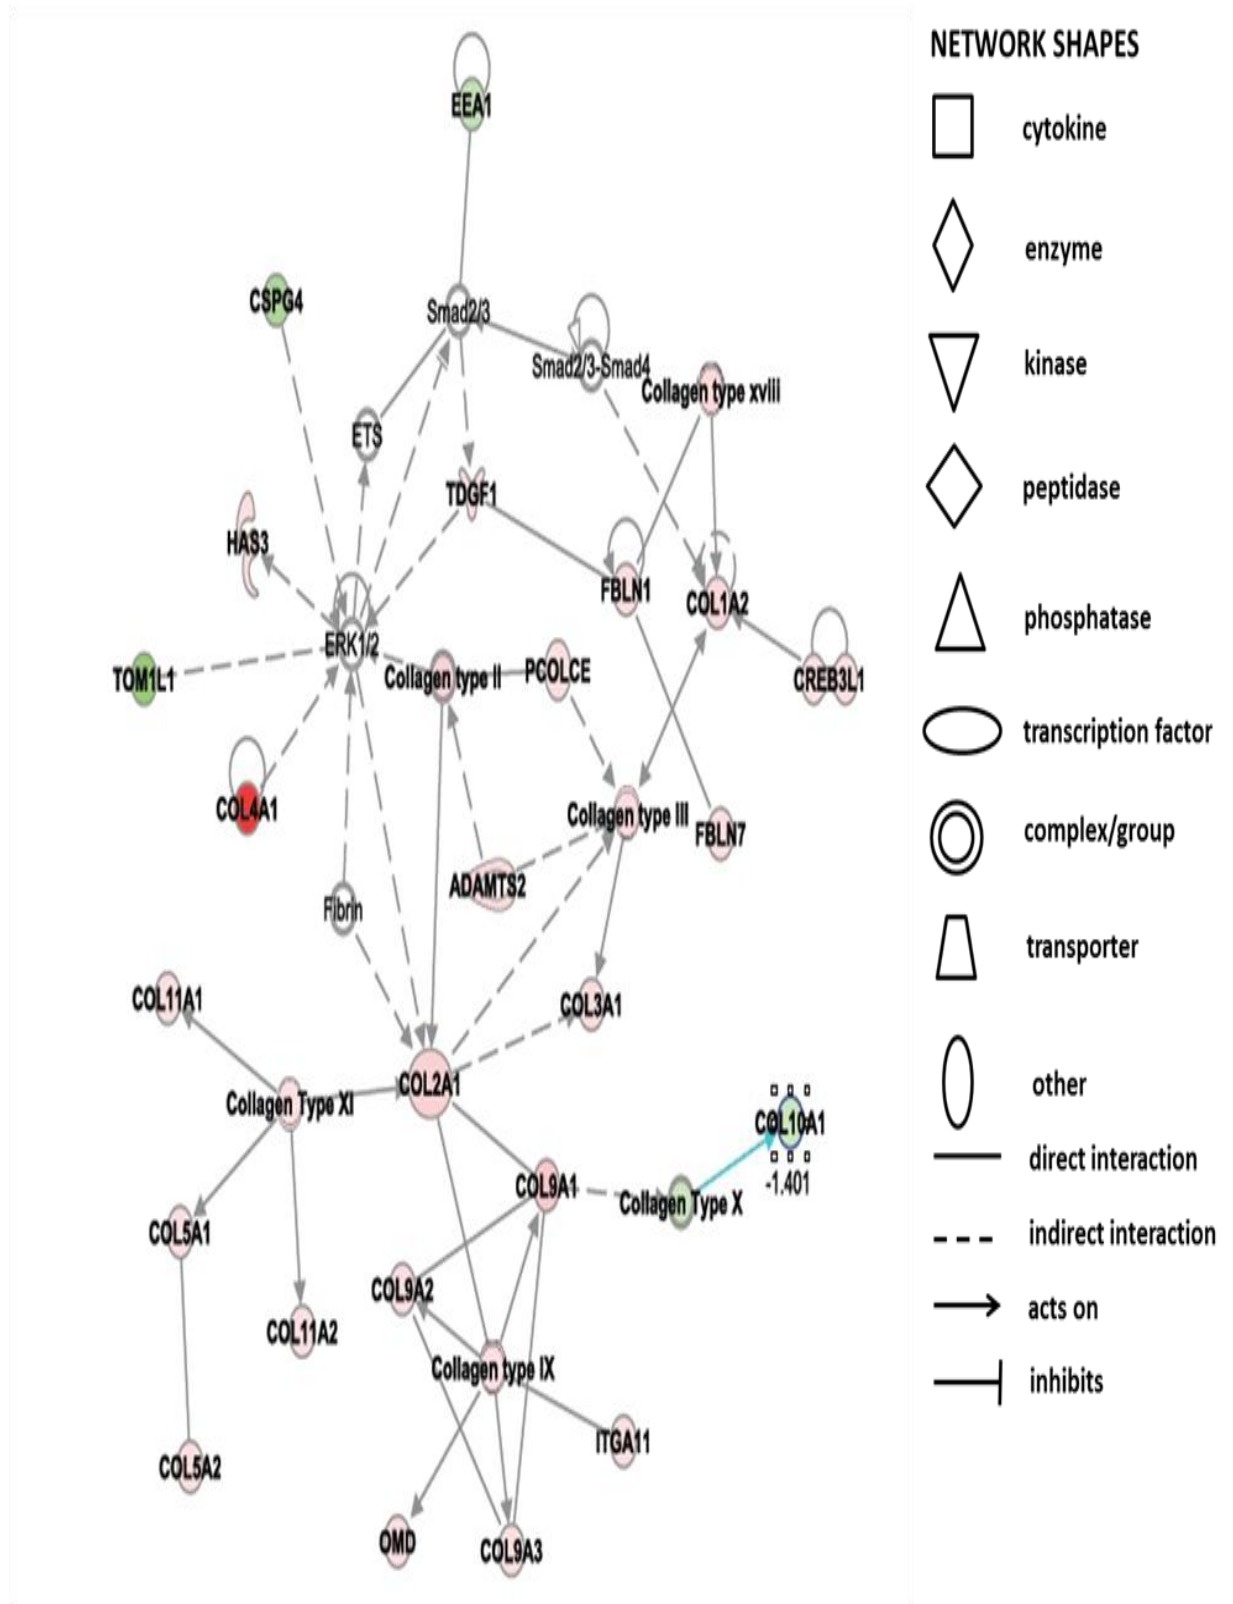 EEA1
CSPG4
Smad2/3
Smad2/3-Smad4
Collagen type xviii
ETS
TDGF1
HAS3
FBLN1
COL1A2
ERK1/2
TOM1L1
Collagen type II
PCOLCE
CREB3L1
COL4A1
Collagen type III
FBLN7
ADAMTS2
Fibrin
COL11A1
COL3A1
COL2A1
Collagen Type XI
COL10A1
-1.401
COL9A1
Collagen Type X
COL5A1
COL9A2
COL11A2
Collagen type IX
ITGA11
COL5A2
OMD
COL9A3
NETWORK SHAPES
cytokine
enzyme
kinase
peptidase
phosphatase
transcription factor
complex/group
transporter
other
direct interaction
indirect interaction
acts on
inhibits